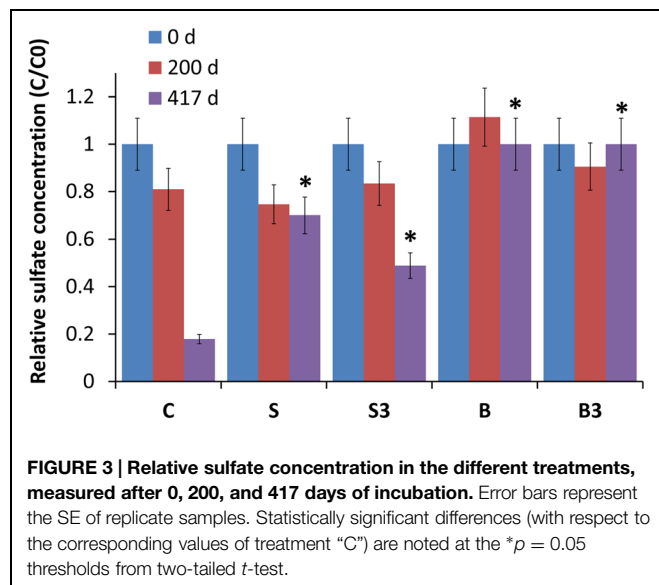 0 d
200 d
417 d
Relative sulfate concentration (C/C0)
1.2
1
0.8
0.6
0.4
0.2
0
*
*
*
*
C S S3 B B3
FIGURE 3 | Relative sulfate concentration in the different treatments,
measured after 0, 200, and 417 days of incubation. Error bars represent
the SE of replicate samples. Statistically significant differences (with respect to
the corresponding values of treatment “C”) are noted at the *p = 0.05
thresholds from two-tailed t-test.